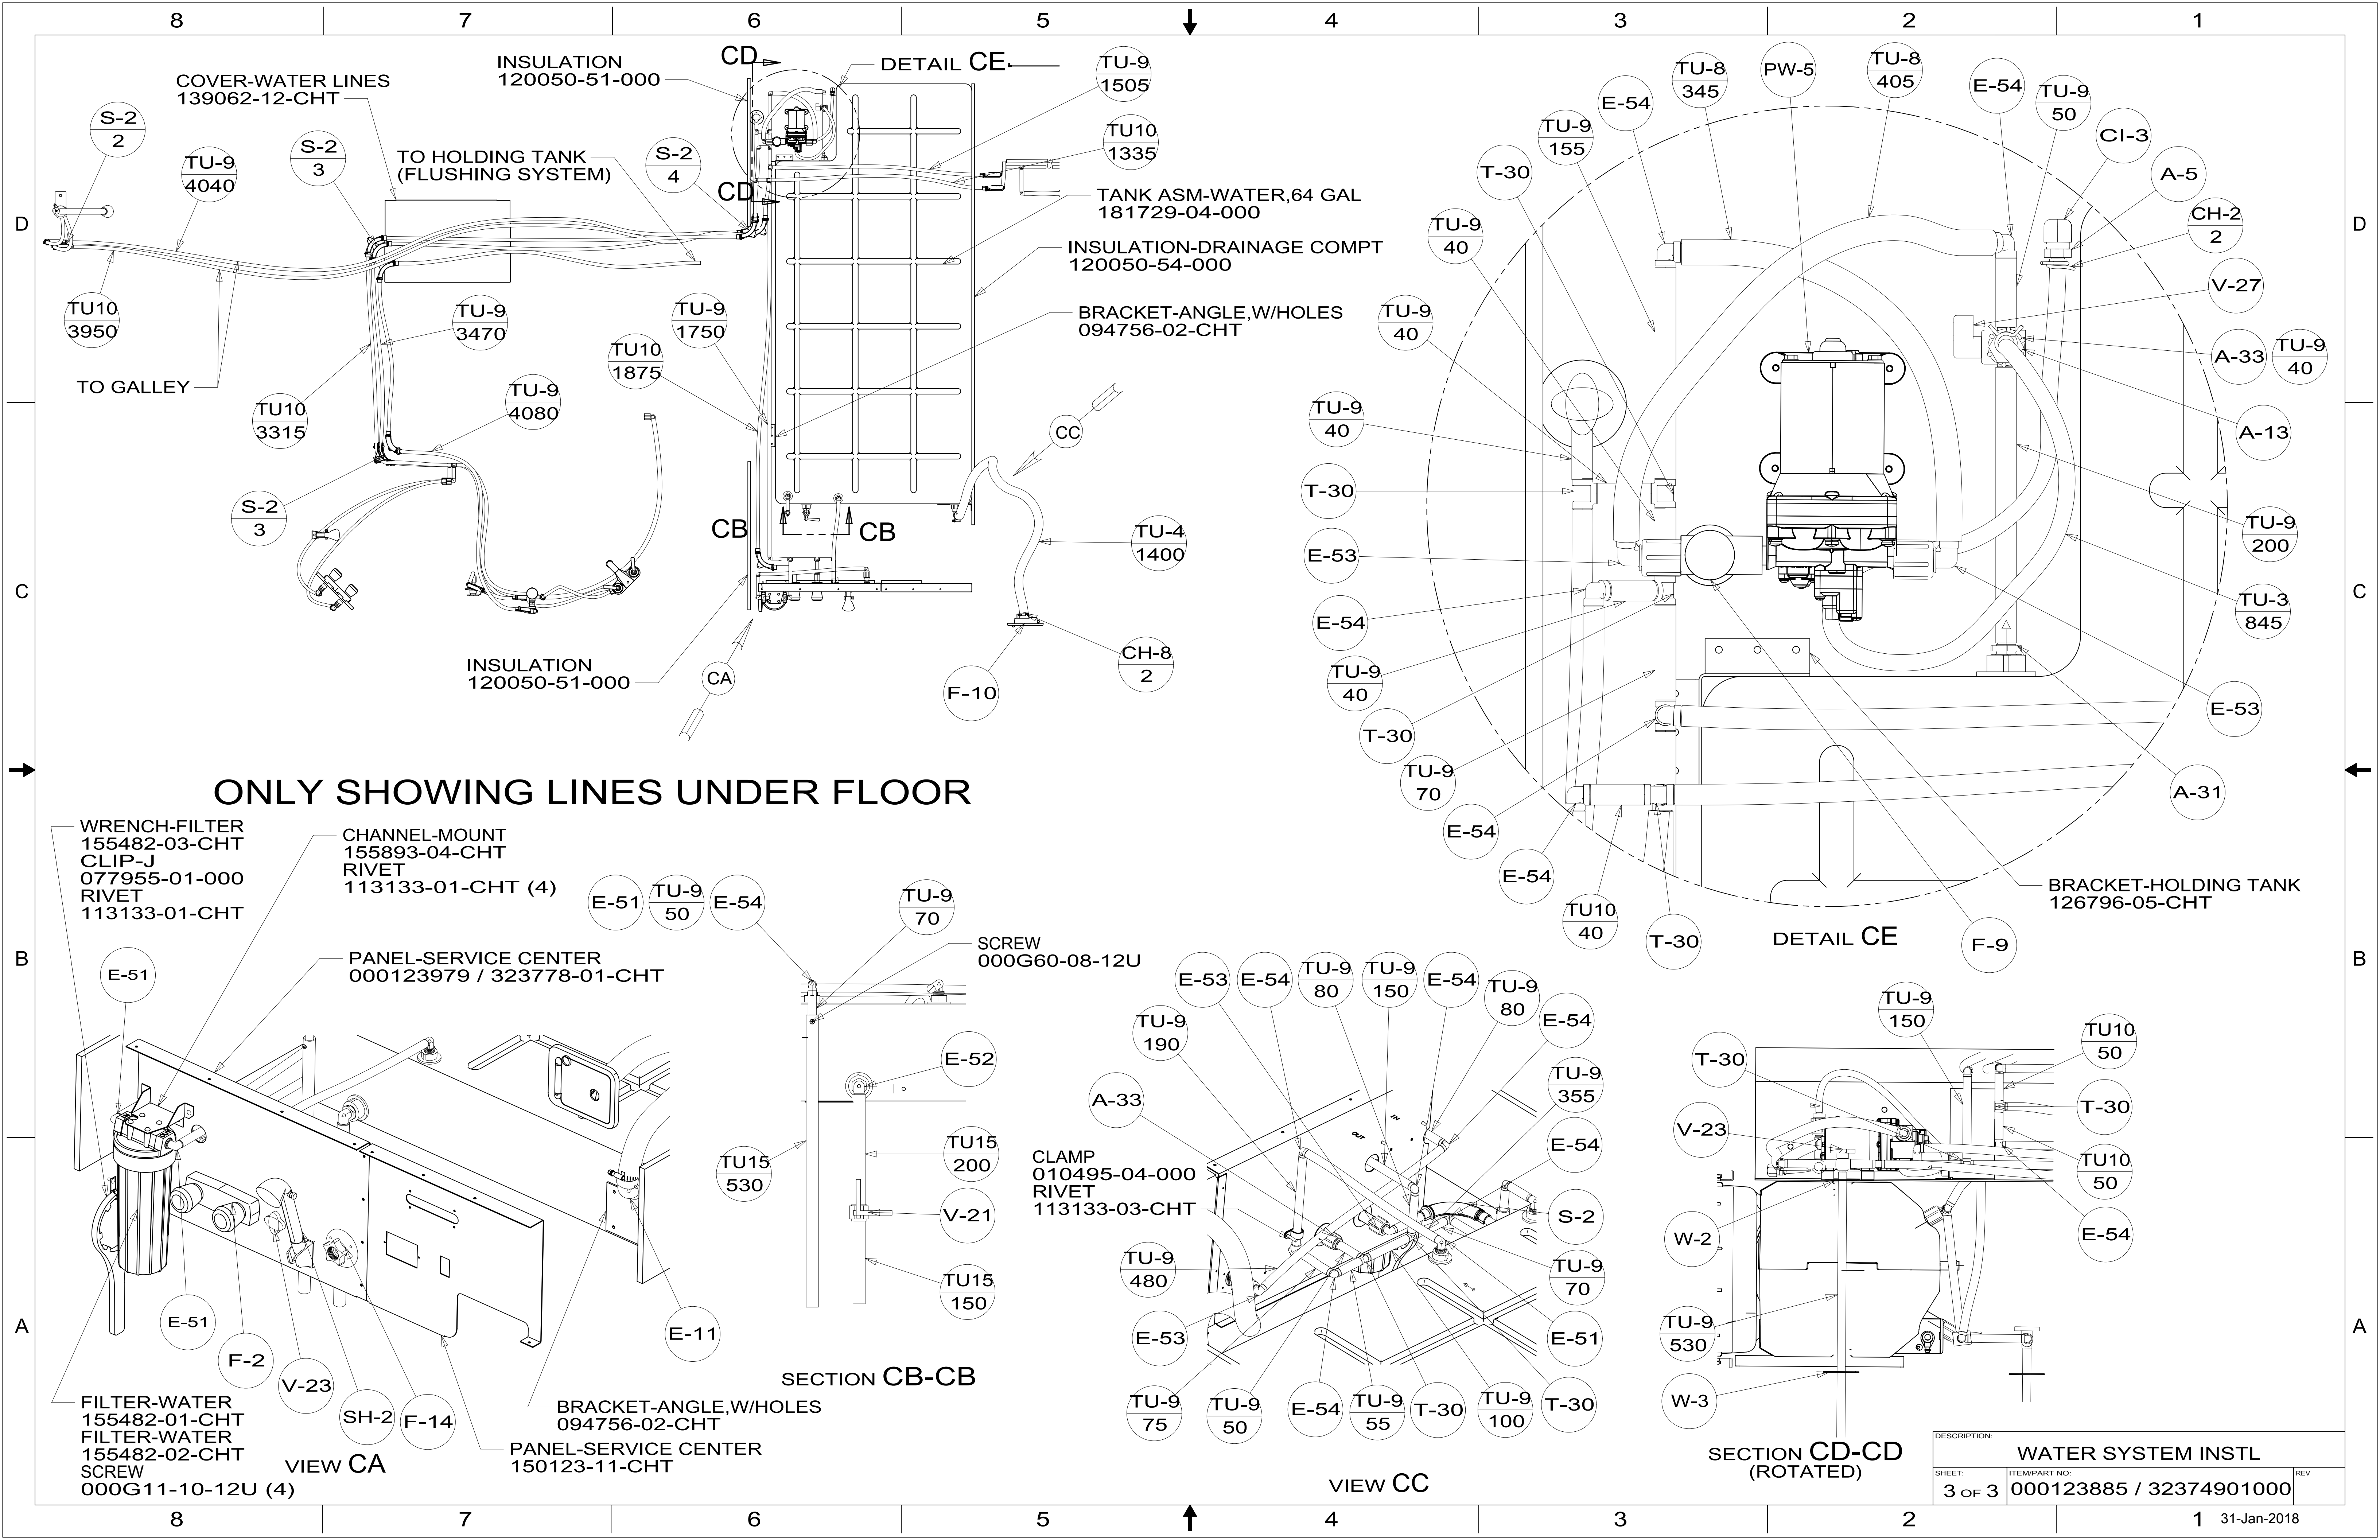 8 7 6 5 4 3 2 1
D
C
B
A
D
C
B
A
INSULATION
120050-51-000
CD
DETAIL CE
TU-9
1505
COVER-WATER LINES
139062-12-CHT
S-2
2
TU-9
4040
S-2
3
TO HOLDING TANK
(FLUSHING SYSTEM)
S-2
4
TU10
1335
CD
TANK ASM-WATER,64 GAL
181729-04-000
INSULATION-DRAINAGE COMPT
120050-54-000
TU10
3950
TU-9
3470
TU-9
1750
BRACKET-ANGLE,W/HOLES
094756-02-CHT
TU10
1875
TO GALLEY
TU10
3315
TU-9
4080
CC
S-2
3
CB
CB
TU-4
1400
INSULATION
120050-51-000
CA
F-10
CH-8
2
ONLY SHOWING LINES UNDER FLOOR
TU-8
345
PW-5
TU-8
405
E-54
E-54
TU-9
50
TU-9
155
CI-3
T-30
A-5
TU-9
40
CH-2
2
V-27
TU-9
40
A-33
TU-9
40
TU-9
40
A-13
T-30
TU-9
200
E-53
E-54
TU-3
845
TU-9
40
E-53
T-30
TU-9
70
A-31
E-54
E-54
TU10
40
T-30
BRACKET-HOLDING TANK
126796-05-CHT
DETAIL CE
F-9
WRENCH-FILTER
155482-03-CHT
CLIP-J
077955-01-000
RIVET
113133-01-CHT
CHANNEL-MOUNT
155893-04-CHT
RIVET
113133-01-CHT (4)
PANEL-SERVICE CENTER
000123979 / 323778-01-CHT
E-51
E-51
F-2
V-23
SH-2
F-14
E-11
FILTER-WATER
155482-01-CHT
FILTER-WATER
155482-02-CHT
SCREW
000G11-10-12U (4)
VIEW CA
BRACKET-ANGLE,W/HOLES
094756-02-CHT
PANEL-SERVICE CENTER
150123-11-CHT
E-51
TU-9
50
E-54
TU-9
70
SCREW
000G60-08-12U
E-52
TU15
530
TU15
200
V-21
TU15
150
SECTION CB-CB
E-53
E-54
TU-9
80
TU-9
150
E-54
TU-9
80
E-54
TU-9
190
TU-9
355
A-33
IN
OUT
E-54
CLAMP
010495-04-000
RIVET
113133-03-CHT
S-2
TU-9
480
TU-9
70
E-53
E-51
TU-9
75
TU-9
50
E-54
TU-9
55
T-30
TU-9
100
T-30
VIEW CC
TU-9
150
TU10
50
T-30
T-30
V-23
TU10
50
W-2
E-54
TU-9
530
W-3
SECTION CD-CD
(ROTATED)
DESCRIPTION:
WATER SYSTEM INSTL
SHEET:
3 OF 3
ITEM/PART NO:
000123885 / 32374901000
REV
8 7 6 5 4 3 2 1
31-Jan-2018